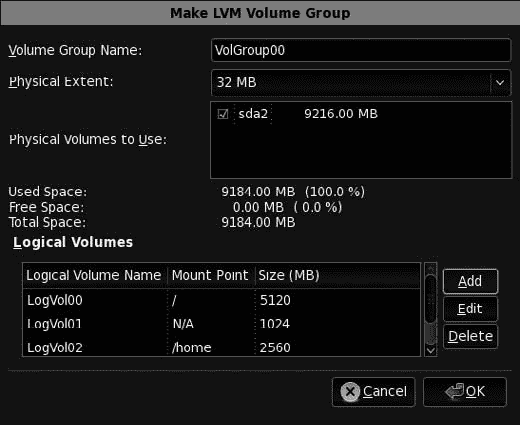 Make LVM Volume Group
Volume Group Name: VolGroup00
Physical Extent: 32 MB
sda2 9216.00 MB
Physical Volumes to Use:
Used Space: 9184.00 MB (100.0 %)
Free Space: 0.00 MB ( 0.0 %)
Total Space: 9184.00 MB
Logical Volumes
Logical Volume Name Mount Point Size (MB)
LogVol00 / 5120
LogVol01 N/A 1024
LogVol02 /home 2560
Add
Edit
Delete
Cancel OK